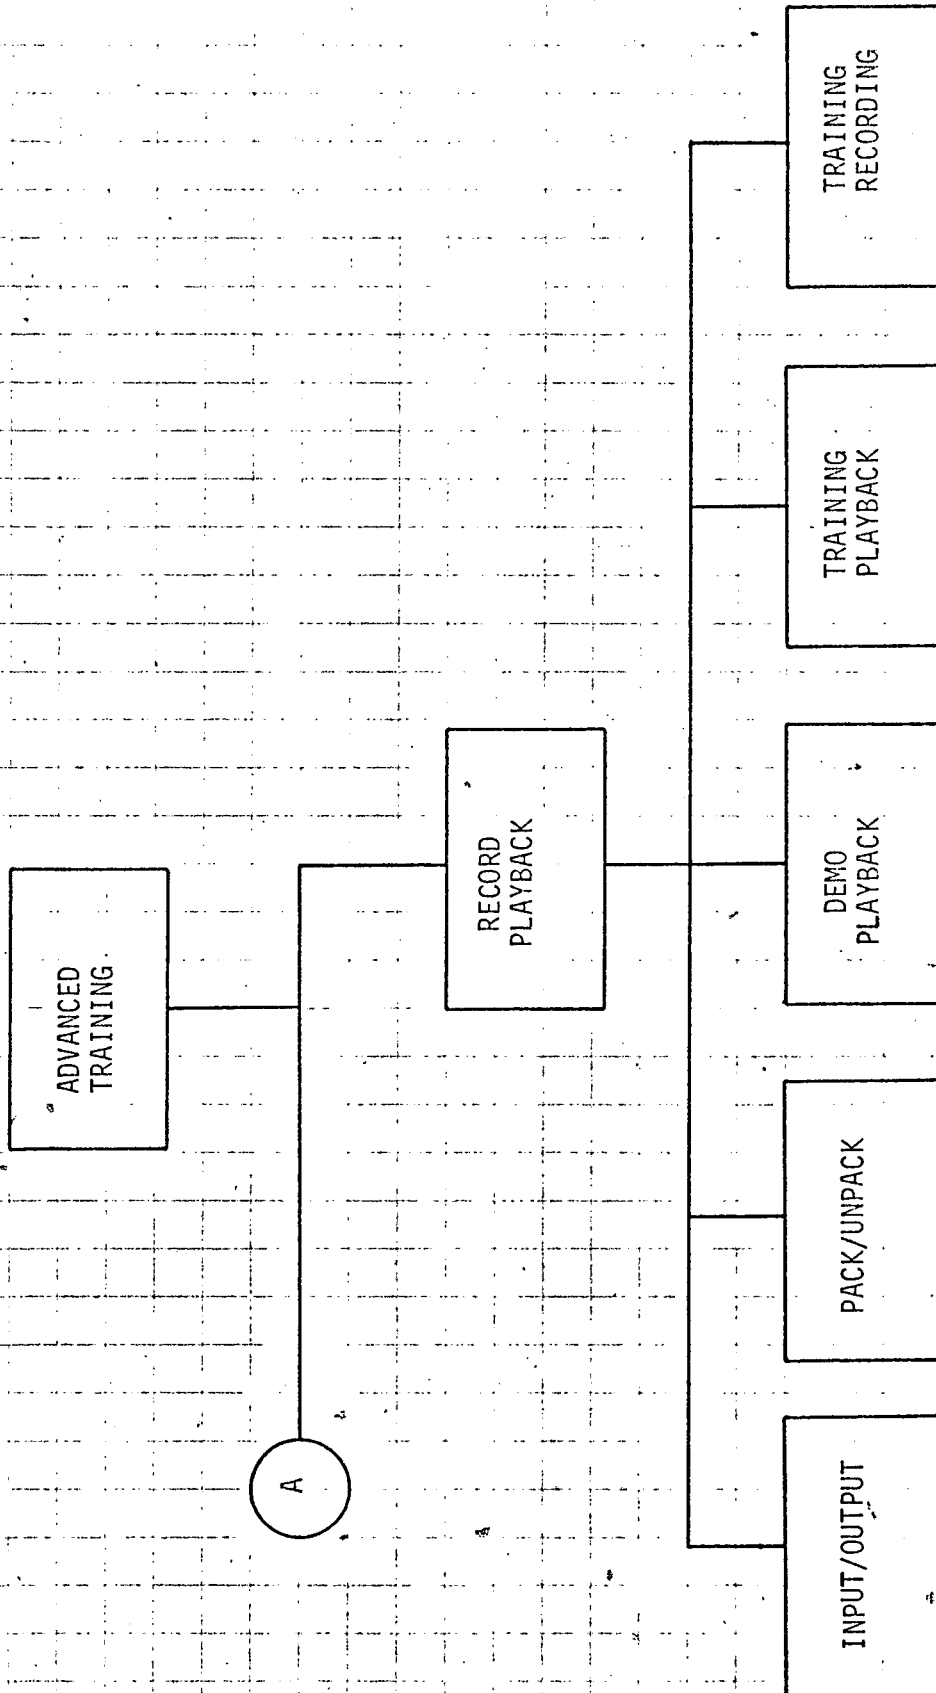 ADVANCED
TRAINING
A
RECORD
PLAYBACK
INPUT/OUTPUT
PACK/UNPACK
DEMO
PLAYBACK
TRAINING
PLAYBACK
TRAINING
RECORDING